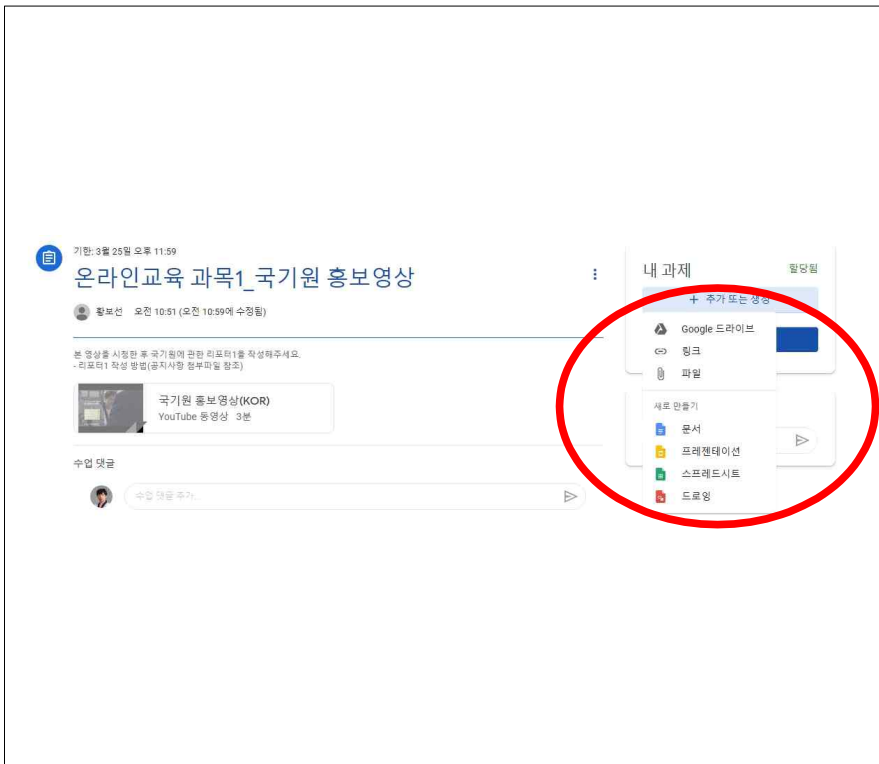 기한: 3월 25일 오후 11:59
온라인교육 과목1_국기원 홍보영상
황보선 오전 10:51 (오전 10:59에 수정됨)
본 영상을 시청한 후 국기원에 관한 리포터1를 작성해주세요.
- 리포터1 작성 방법(공지사항 첨부파일 참조)
국기원 홍보영상(KOR)
YouTube 동영상 3분
수업 댓글
수업 댓글 추가...
내 과제
할당됨
+ 추가 또는 생성
Google 드라이브
링크
파일
새로 만들기
문서
프레젠테이션
스프레드시트
드로잉